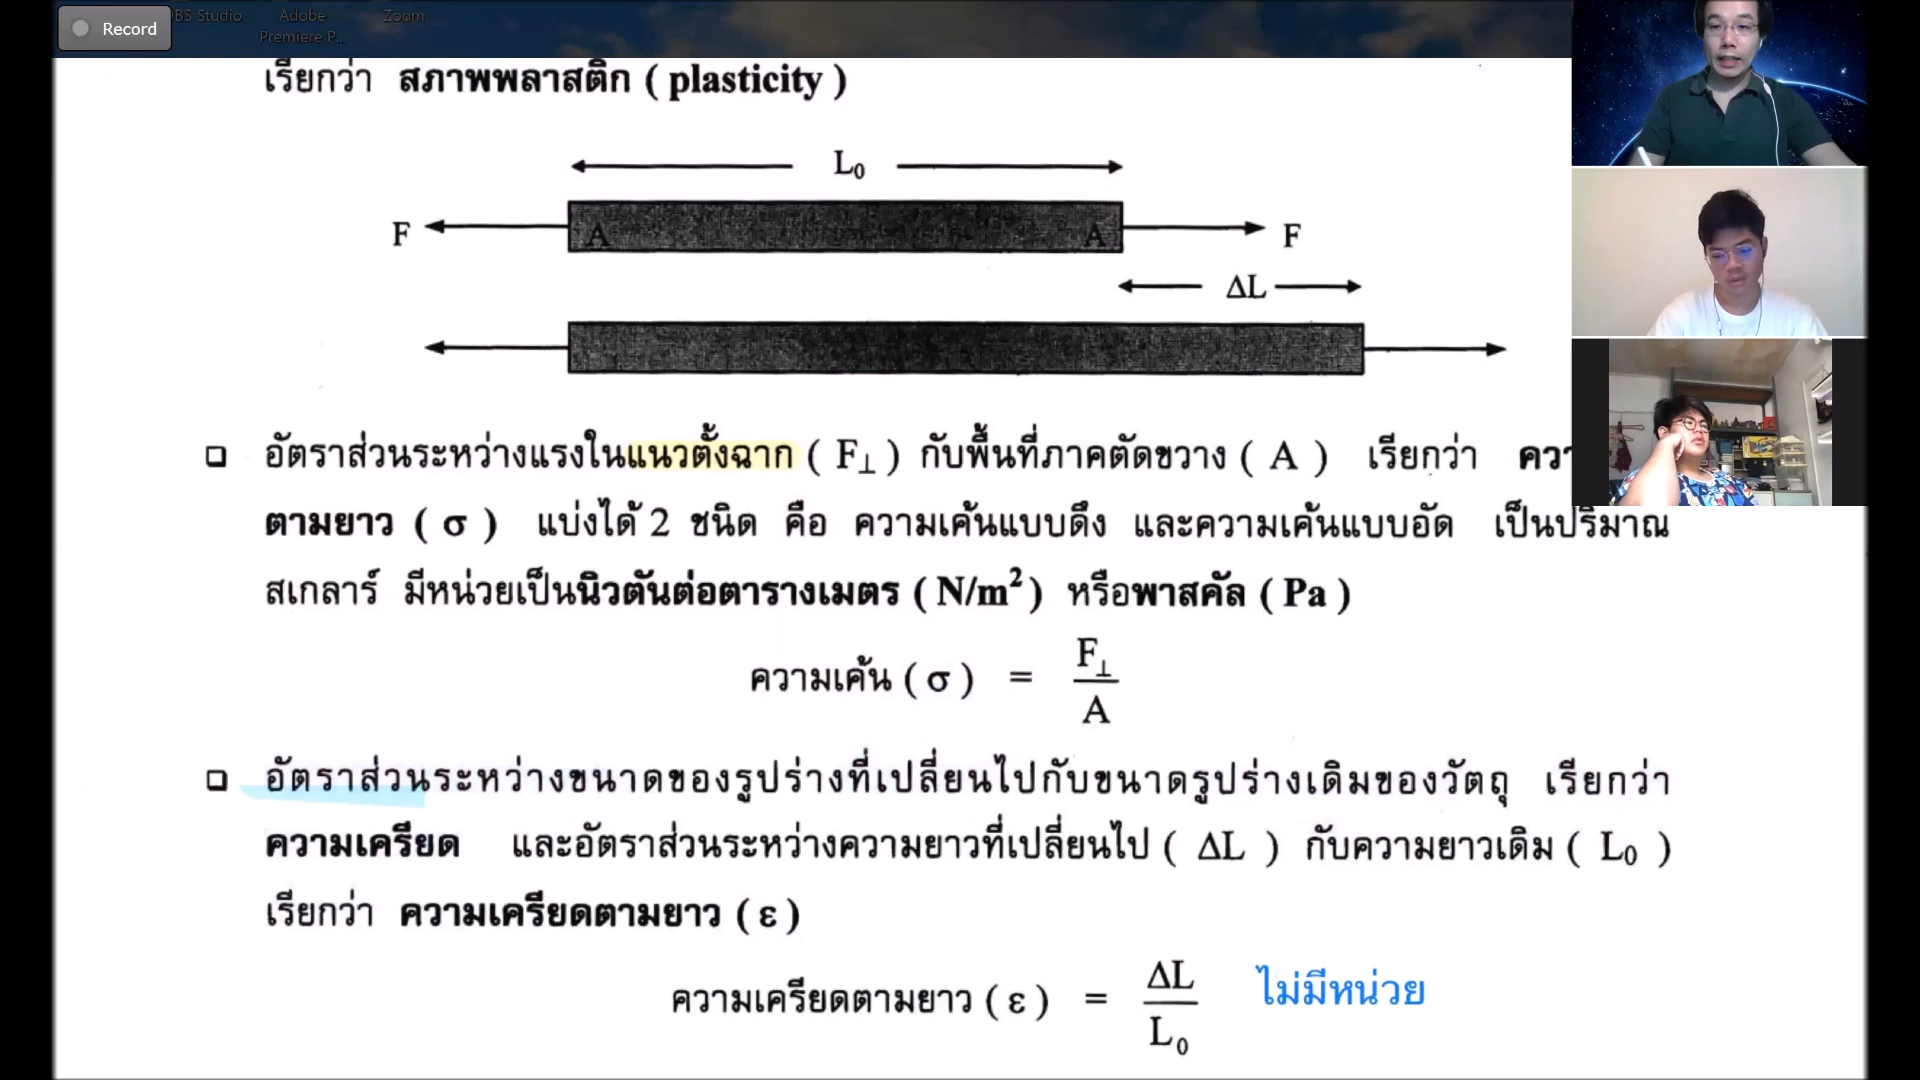 Record
OBS Studio Adobe Zoom
Premiere P...
เรียกว่า สภาพพลาสติก ( plasticity )
L₀
F A A F
ΔL
❑ อัตราส่วนระหว่างแรงในแนวตั้งฉาก ( F⊥ ) กับพื้นที่ภาคตัดขวาง ( A ) เรียกว่า
ตามยาว ( σ ) แบ่งได้ 2 ชนิด คือ ความเค้นแบบดึง และความเค้นแบบอัด เป็นปริมาณ
สเกลาร์ มีหน่วยเป็นนิวตันต่อตารางเมตร ( N/m² ) หรือพาสคัล ( Pa )
ความเค้น ( σ ) = F⊥ / A
❑ อัตราส่วนระหว่างขนาดของรูปร่างที่เปลี่ยนไปกับขนาดรูปร่างเดิมของวัตถุ เรียกว่า
ความเครียด และอัตราส่วนระหว่างความยาวที่เปลี่ยนไป ( ΔL ) กับความยาวเดิม ( L₀ )
เรียกว่า ความเครียดตามยาว ( ε )
ความเครียดตามยาว ( ε ) = ΔL / L₀ ไม่มีหน่วย